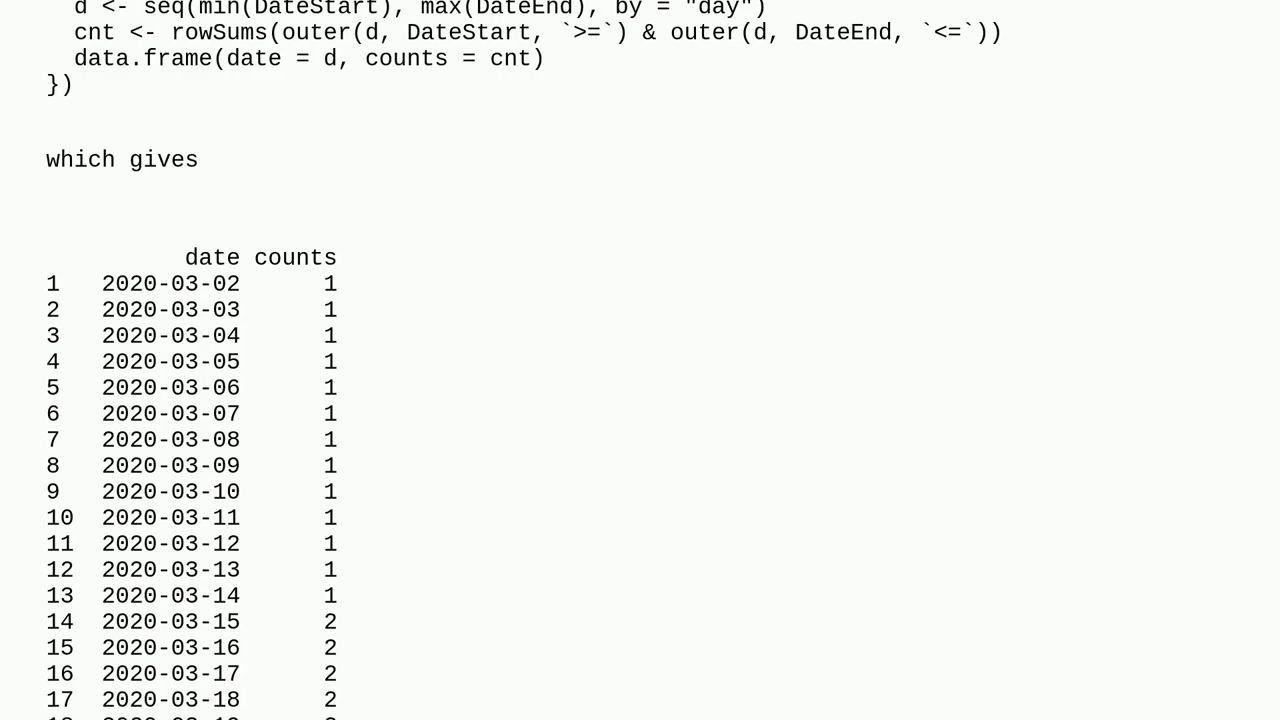 d <- seq(min(DateStart), max(DateEnd), by = "day")
cnt <- rowSums(outer(d, DateStart, `>=`) & outer(d, DateEnd, `<=`))
data.frame(date = d, counts = cnt)
})
which gives
date counts
1 2020-03-02 1
2 2020-03-03 1
3 2020-03-04 1
4 2020-03-05 1
5 2020-03-06 1
6 2020-03-07 1
7 2020-03-08 1
8 2020-03-09 1
9 2020-03-10 1
10 2020-03-11 1
11 2020-03-12 1
12 2020-03-13 1
13 2020-03-14 1
14 2020-03-15 2
15 2020-03-16 2
16 2020-03-17 2
17 2020-03-18 2